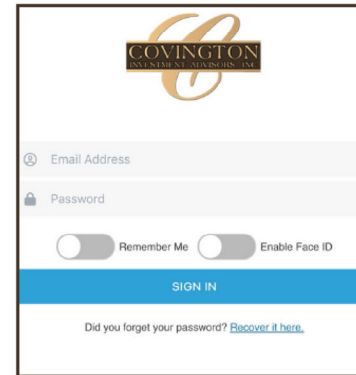 COVINGTON
INVESTMENT ADVISORS, INC.
Email Address
Password
Remember Me
Enable Face ID
SIGN IN
Did you forget your password? Recover it here.